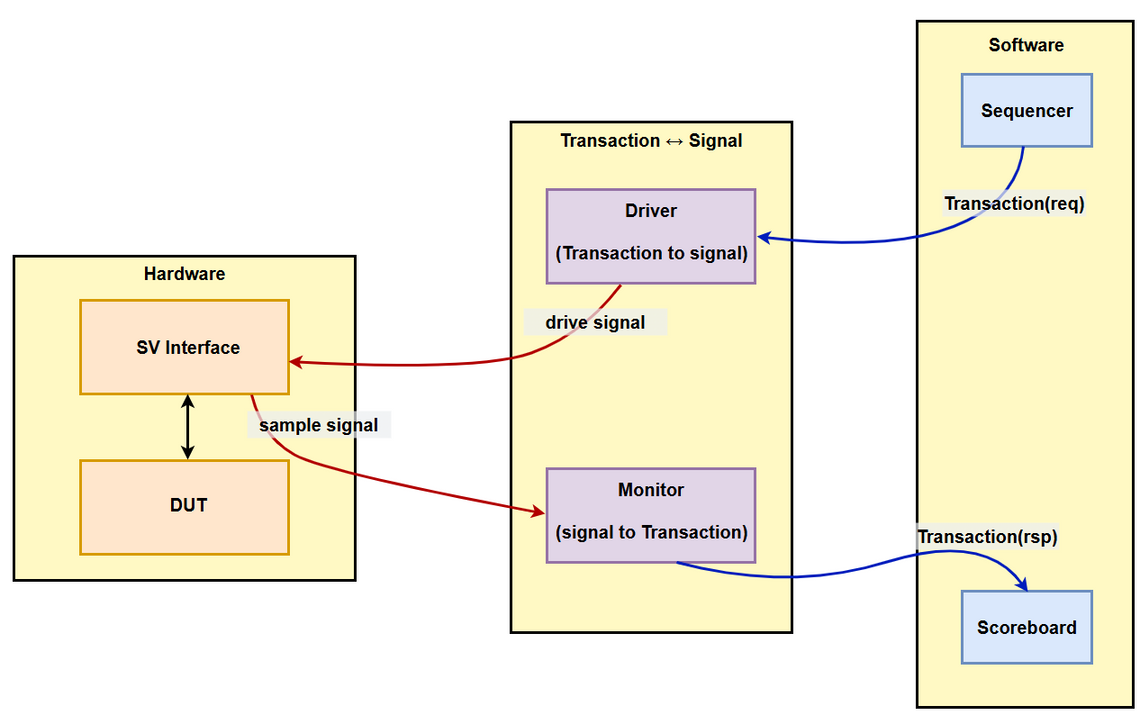 Software
Sequencer
Transaction(req)
Transaction ↔ Signal
Driver
(Transaction to signal)
drive signal
Hardware
SV Interface
sample signal
DUT
Monitor
(signal to Transaction)
Transaction(rsp)
Scoreboard